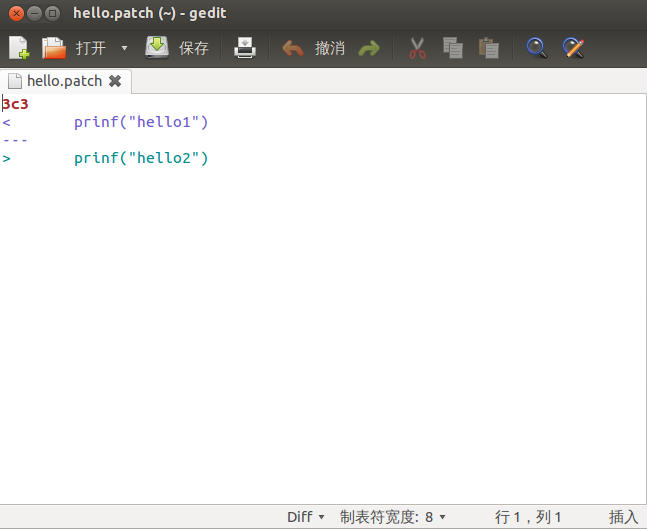 hello.patch (~) - gedit
打开 保存 撤消
hello.patch
3c3
<	prinf("hello1")
---
>	prinf("hello2")
Diff 制表符宽度: 8 行 1，列 1 插入